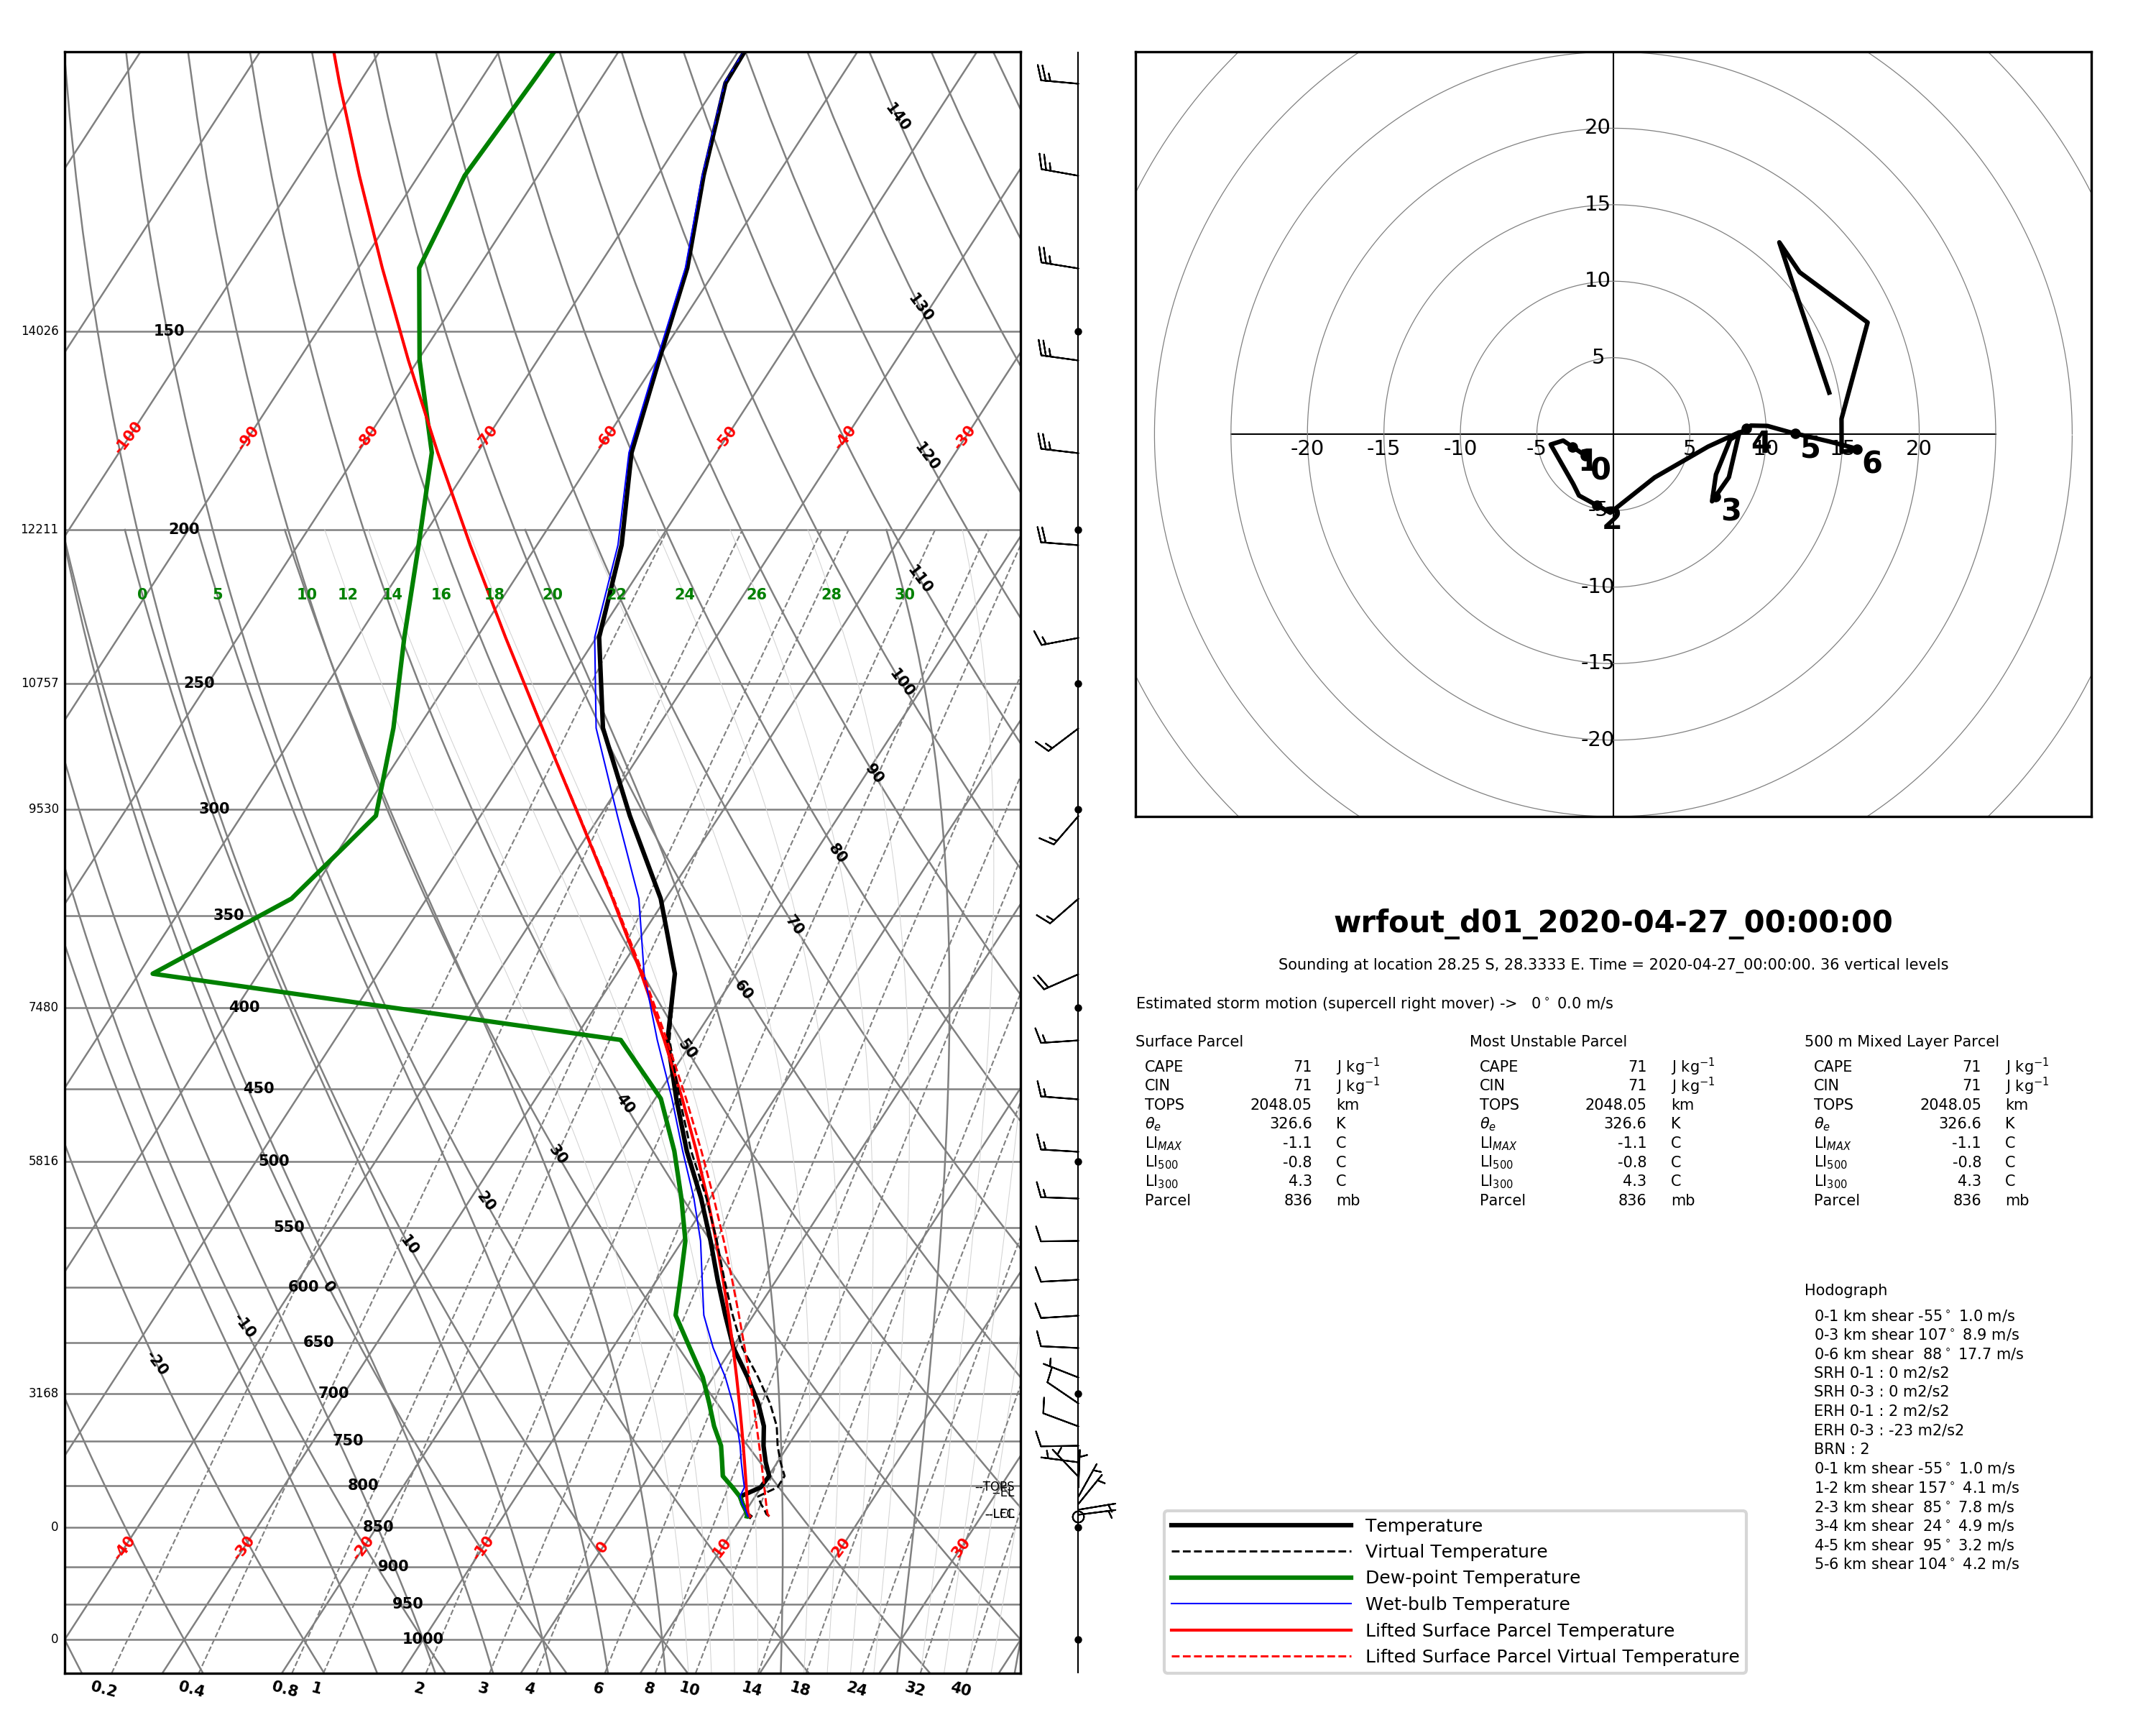 140
130
120
110
100
90
80
70
60
50
40
30
20
10
0
-10
-20
14026 150
-100 -90 -80 -70 -60 -50 -40 -30
12211 200
0 5 10 12 14 16 18 20 22 24 26 28 30
10757 250
9530 300
350
7480 400
450
5816 500
550
600
650
3168 700
750
800
--TOPS
--EL
0 850
-40 -30 -20 -10 0 10 20 30
900
950
0 1000
0.2 0.4 0.8 1 2 3 4 6 8 10 14 18 24 32 40
20
15
10
5
-20 -15 -10 -5 5 10 15 20
-5
-10
-15
-20
0 1 2 3 4 5 6
wrfout_d01_2020-04-27_00:00:00
Sounding at location 28.25 S, 28.3333 E. Time = 2020-04-27_00:00:00. 36 vertical levels
Estimated storm motion (supercell right mover) -> 0° 0.0 m/s
Surface Parcel
CAPE 71 J kg⁻¹
CIN 71 J kg⁻¹
TOPS 2048.05 km
θe 326.6 K
LI_MAX -1.1 C
LI500 -0.8 C
LI300 4.3 C
Parcel 836 mb
Most Unstable Parcel
CAPE 71 J kg⁻¹
CIN 71 J kg⁻¹
TOPS 2048.05 km
θe 326.6 K
LI_MAX -1.1 C
LI500 -0.8 C
LI300 4.3 C
Parcel 836 mb
500 m Mixed Layer Parcel
CAPE 71 J kg⁻¹
CIN 71 J kg⁻¹
TOPS 2048.05 km
θe 326.6 K
LI_MAX -1.1 C
LI500 -0.8 C
LI300 4.3 C
Parcel 836 mb
Hodograph
0-1 km shear -55° 1.0 m/s
0-3 km shear 107° 8.9 m/s
0-6 km shear 88° 17.7 m/s
SRH 0-1 : 0 m2/s2
SRH 0-3 : 0 m2/s2
ERH 0-1 : 2 m2/s2
ERH 0-3 : -23 m2/s2
BRN : 2
0-1 km shear -55° 1.0 m/s
1-2 km shear 157° 4.1 m/s
2-3 km shear 85° 7.8 m/s
3-4 km shear 24° 4.9 m/s
4-5 km shear 95° 3.2 m/s
5-6 km shear 104° 4.2 m/s
Temperature
Virtual Temperature
Dew-point Temperature
Wet-bulb Temperature
Lifted Surface Parcel Temperature
Lifted Surface Parcel Virtual Temperature